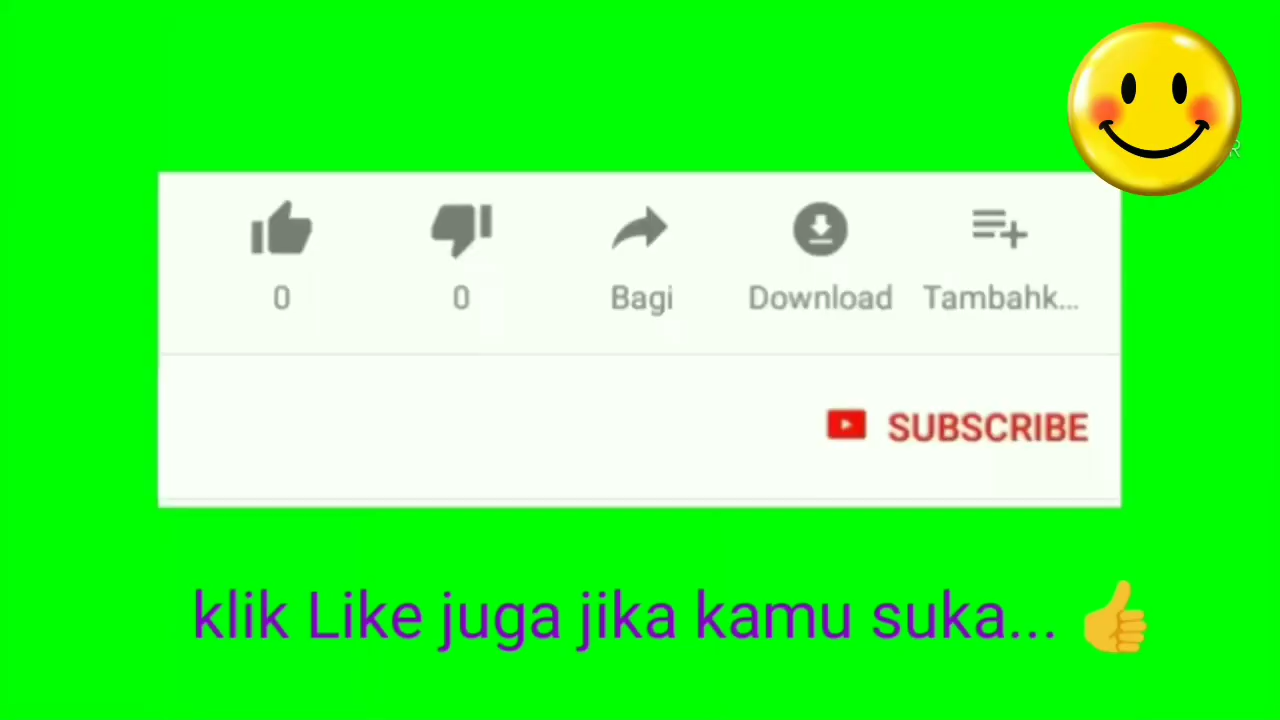 0 0 Bagi Download Tambahk...
SUBSCRIBE
klik Like juga jika kamu suka... 👍